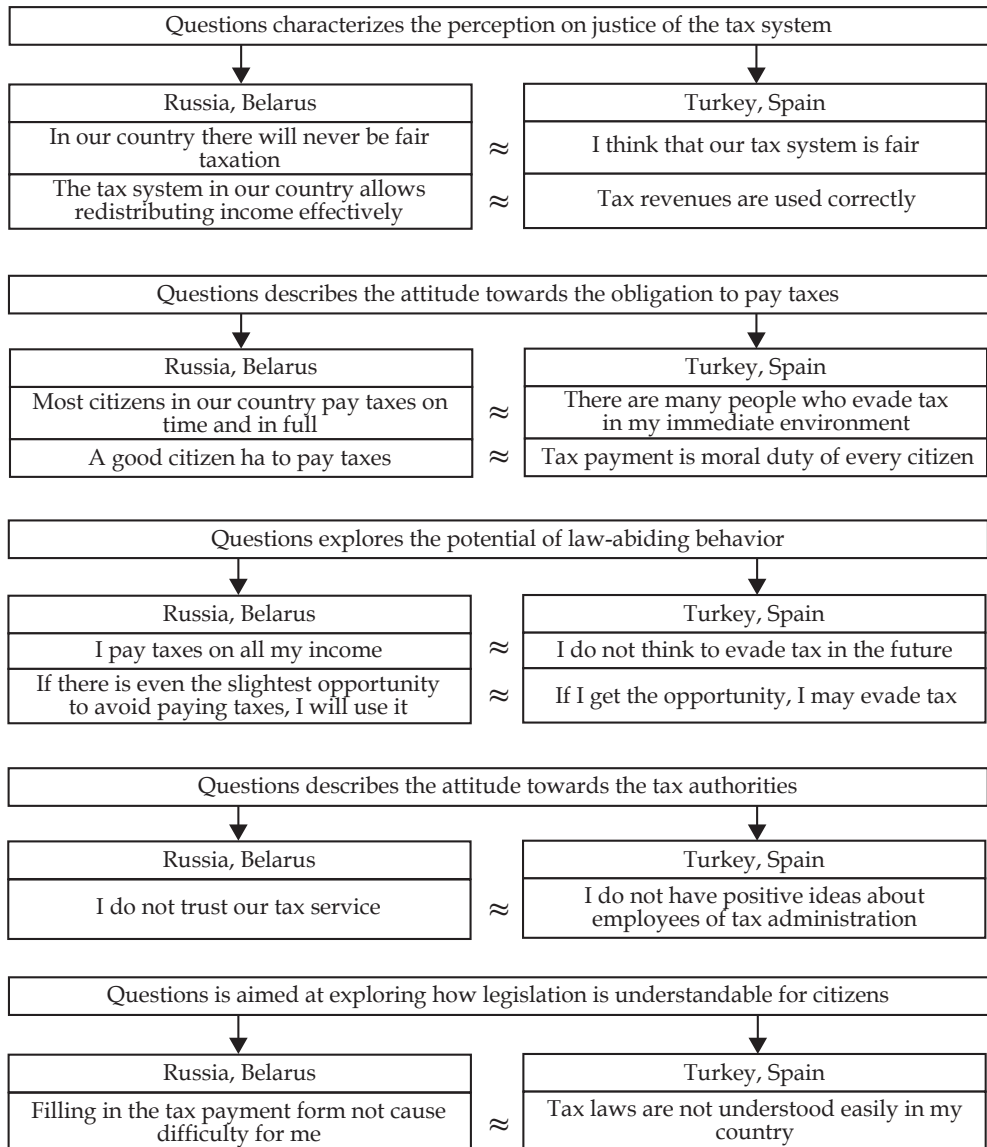 Questions characterizes the perception on justice of the tax system
Russia, Belarus
Turkey, Spain
In our country there will never be fair
taxation
≈
I think that our tax system is fair
The tax system in our country allows
redistributing income effectively
≈
Tax revenues are used correctly
Questions describes the attitude towards the obligation to pay taxes
Russia, Belarus
Turkey, Spain
Most citizens in our country pay taxes on
time and in full
≈
There are many people who evade tax
in my immediate environment
A good citizen ha to pay taxes
≈
Tax payment is moral duty of every citizen
Questions explores the potential of law-abiding behavior
Russia, Belarus
Turkey, Spain
I pay taxes on all my income
≈
I do not think to evade tax in the future
If there is even the slightest opportunity
to avoid paying taxes, I will use it
≈
If I get the opportunity, I may evade tax
Questions describes the attitude towards the tax authorities
Russia, Belarus
Turkey, Spain
I do not trust our tax service
≈
I do not have positive ideas about
employees of tax administration
Questions is aimed at exploring how legislation is understandable for citizens
Russia, Belarus
Turkey, Spain
Filling in the tax payment form not cause
difficulty for me
≈
Tax laws are not understood easily in my
country